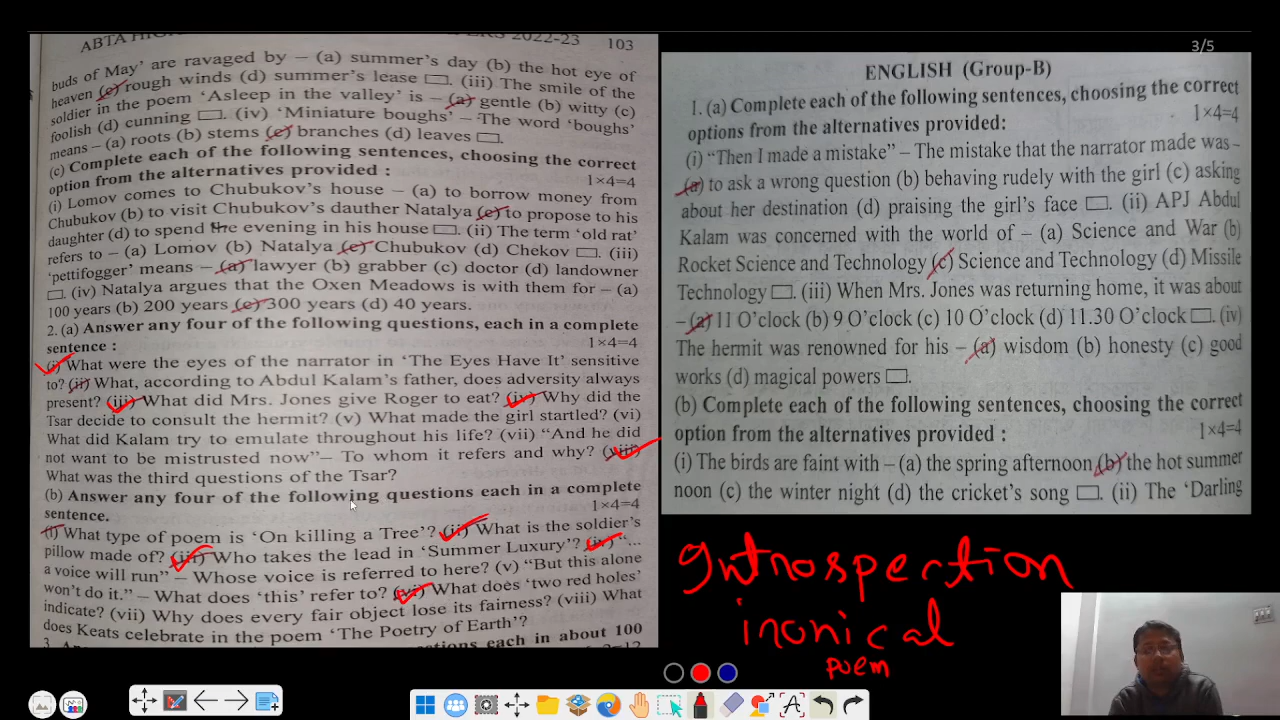 ABTA HIG PERS 2022-23 103
buds of May' are ravaged by – (a) summer's day (b) the hot eye of
heaven (c) rough winds (d) summer's lease . (iii) The smile of the
soldier in the poem 'Asleep in the valley' is – (a) gentle (b) witty (c)
foolish (d) cunning . (iv) 'Miniature boughs' – The word 'boughs'
means – (a) roots (b) stems (c) branches (d) leaves .
(c) Complete each of the following sentences, choosing the correct
option from the alternatives provided : 1×4=4
(i) Lomov comes to Chubukov's house – (a) to borrow money from
Chubukov (b) to visit Chubukov's dauther Natalya (c) to propose to his
daughter (d) to spend the evening in his house . (ii) The term 'old rat'
refers to – (a) Lomov (b) Natalya (c) Chubukov (d) Chekov . (iii)
'pettifogger' means – (a) lawyer (b) grabber (c) doctor (d) landowner
. (iv) Natalya argues that the Oxen Meadows is with them for – (a)
100 years (b) 200 years (c) 300 years (d) 40 years.
2. (a) Answer any four of the following questions, each in a complete
sentence : 1×4=4
(i) What were the eyes of the narrator in 'The Eyes Have It' sensitive
to? (ii) What, according to Abdul Kalam's father, does adversity always
present? (iii) What did Mrs. Jones give Roger to eat? (iv) Why did the
Tsar decide to consult the hermit? (v) What made the girl startled? (vi)
What did Kalam try to emulate throughout his life? (vii) "And he did
not want to be mistrusted now"– To whom it refers and why? (viii)
What was the third questions of the Tsar?
(b) Answer any four of the following questions each in a complete
sentence. 1×4=4
(i) What type of poem is 'On killing a Tree'? (ii) What is the soldier's
pillow made of? (iii) Who takes the lead in 'Summer Luxury'? (iv) "...
a voice will run" – Whose voice is referred to here? (v) "But this alone
won't do it." – What does 'this' refer to? (vi) What does 'two red holes'
indicate? (vii) Why does every fair object lose its fairness? (viii) What
does Keats celebrate in the poem 'The Poetry of Earth'?
each in about 100
3/5
ENGLISH (Group-B)
1. (a) Complete each of the following sentences, choosing the correct
options from the alternatives provided: 1×4=4
(i) "Then I made a mistake" – The mistake that the narrator made was –
(a) to ask a wrong question (b) behaving rudely with the girl (c) asking
about her destination (d) praising the girl's face . (ii) APJ Abdul
Kalam was concerned with the world of – (a) Science and War (b)
Rocket Science and Technology (c) Science and Technology (d) Missile
Technology . (iii) When Mrs. Jones was returning home, it was about
– (a) 11 O'clock (b) 9 O'clock (c) 10 O'clock (d) 11.30 O'clock . (iv)
The hermit was renowned for his – (a) wisdom (b) honesty (c) good
works (d) magical powers .
(b) Complete each of the following sentences, choosing the correct
option from the alternatives provided : 1×4=4
(i) The birds are faint with – (a) the spring afternoon (b) the hot summer
noon (c) the winter night (d) the cricket's song . (ii) The 'Darling
Introspection
ironical
poem